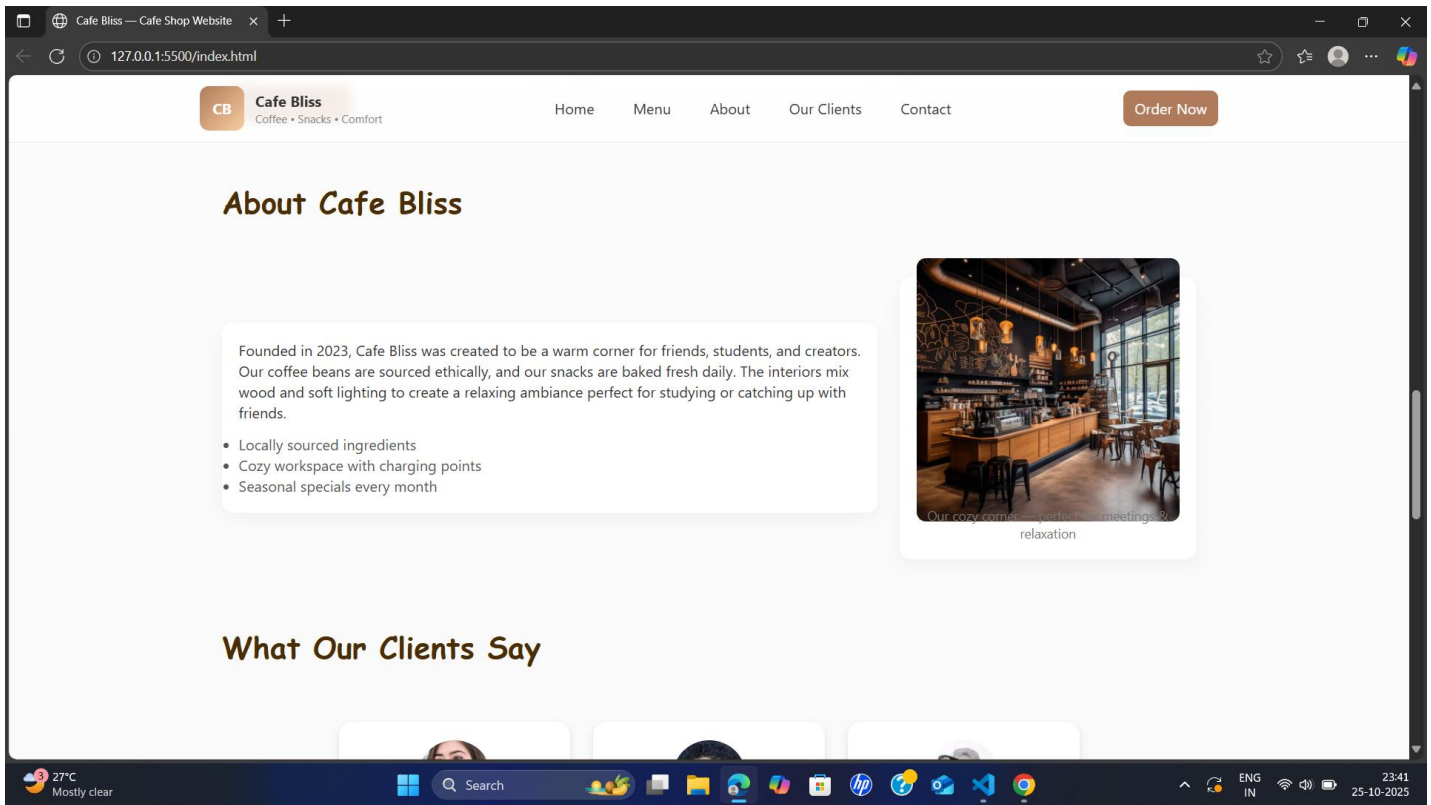 Cafe Bliss — Cafe Shop Website
127.0.0.1:5500/index.html
CB
Cafe Bliss
Coffee • Snacks • Comfort
Home Menu About Our Clients Contact
Order Now
About Cafe Bliss
Founded in 2023, Cafe Bliss was created to be a warm corner for friends, students, and creators.
Our coffee beans are sourced ethically, and our snacks are baked fresh daily. The interiors mix
wood and soft lighting to create a relaxing ambiance perfect for studying or catching up with
friends.
• Locally sourced ingredients
• Cozy workspace with charging points
• Seasonal specials every month
Our cozy corner — perfect for meetings &
relaxation
What Our Clients Say
3
27°C
Mostly clear
Search
hp
ENG
IN
23:41
25-10-2025